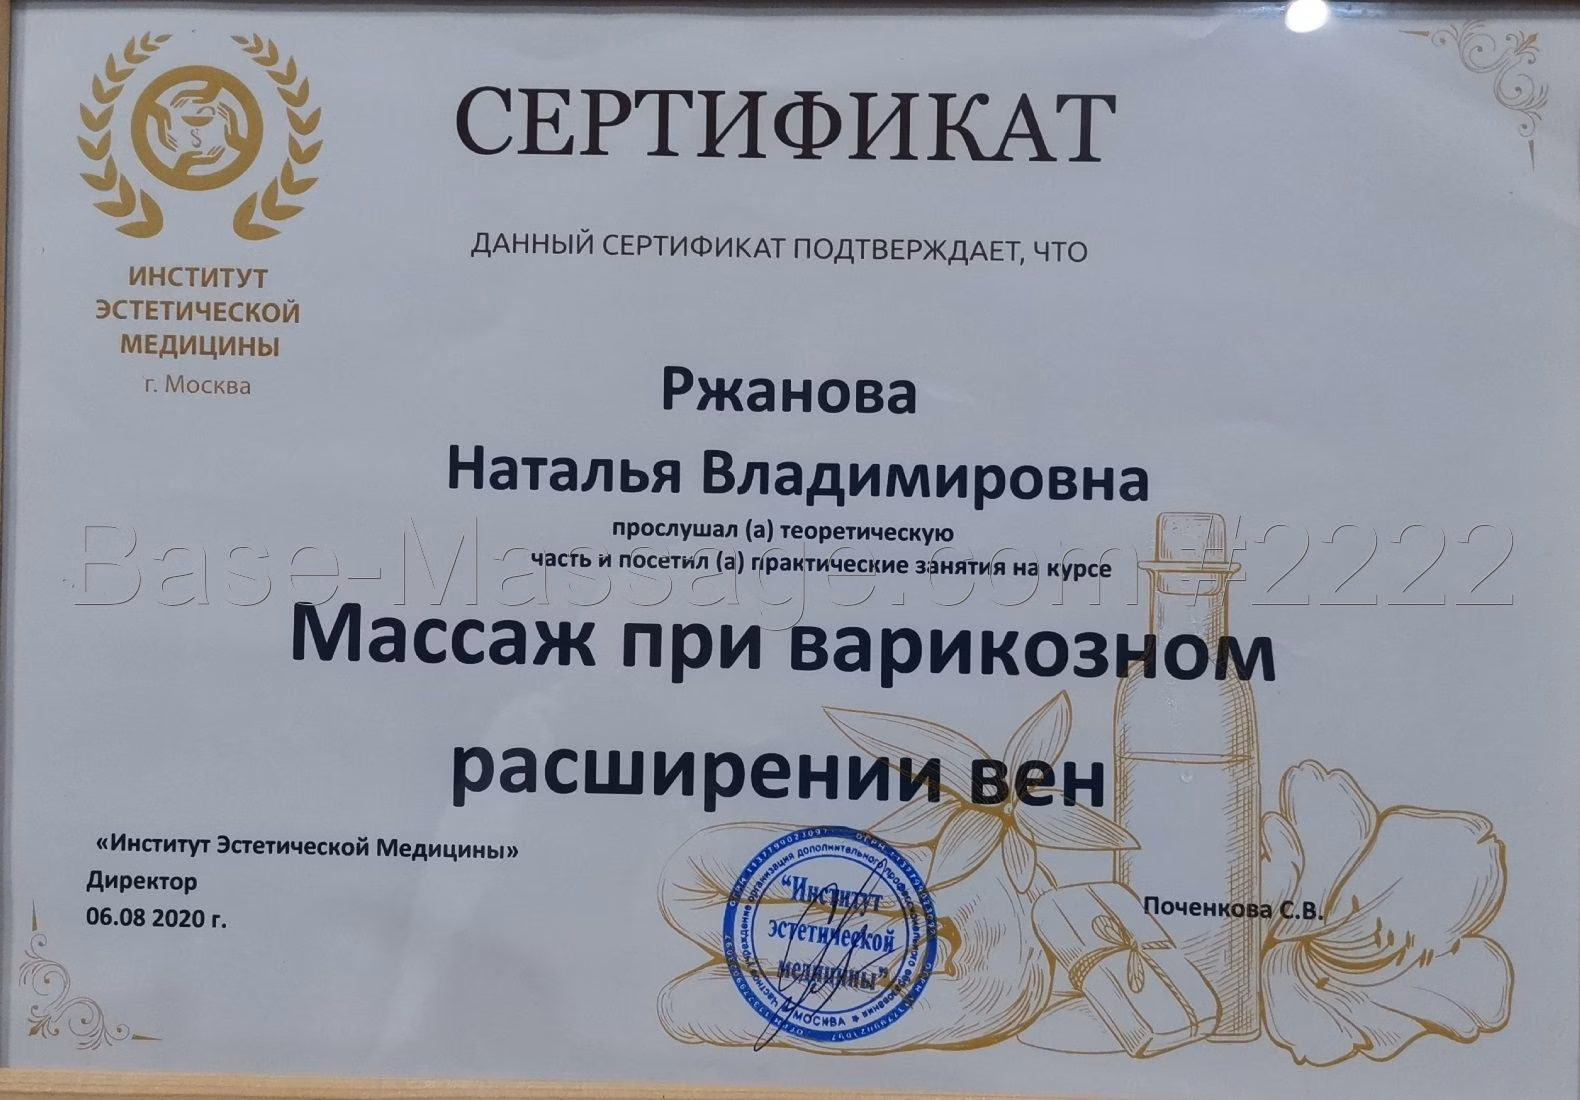 СЕРТИФИКАТ
ДАННЫЙ СЕРТИФИКАТ ПОДТВЕРЖДАЕТ, ЧТО
ИНСТИТУТ
ЭСТЕТИЧЕСКОЙ
МЕДИЦИНЫ
г. Москва
Ржанова
Наталья Владимировна
прослушал (а) теоретическую
часть и посетил (а) практические занятия на курсе
Base-Massage.com #2222
Массаж при варикозном
расширении вен
«Институт Эстетической Медицины»
Директор
06.08 2020 г.
Поченкова С.В.
"Институт
эстетической
медицины"
МОСКВА